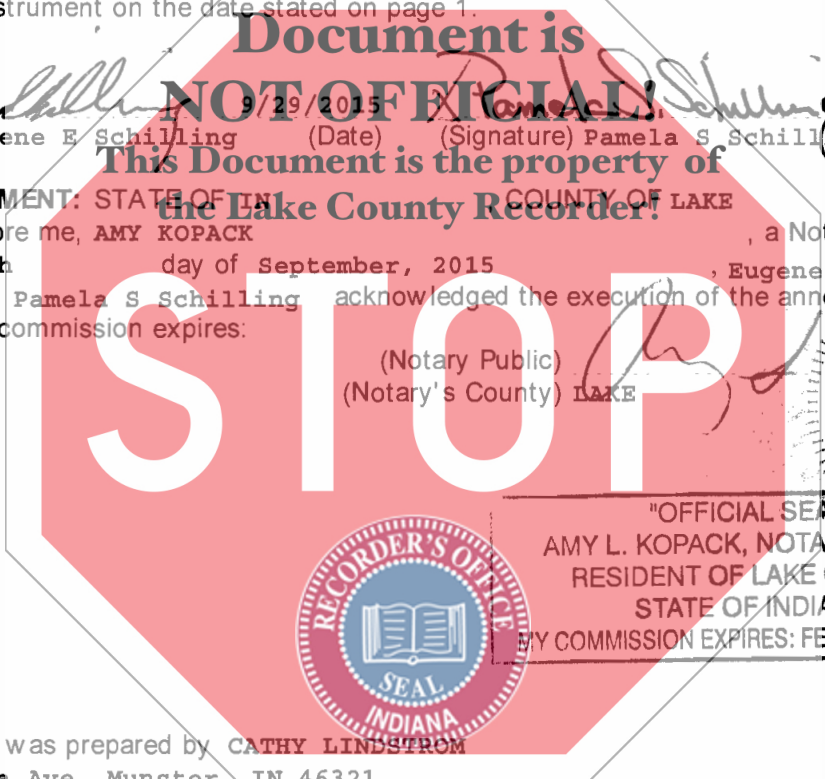 strument on the date stated on page 1.
Document is
NOT OFFICIAL!
9/29/2015
ene E Schilling (Date) (Signature) Pamela S Schill
This Document is the property of
the Lake County Recorder!
MENT: STATE OF IN , COUNTY OF LAKE
re me, AMY KOPACK , a Not
h day of September, 2015 , Eugene
Pamela S Schilling acknowledged the execution of the anne
commission expires:
(Notary Public)
(Notary's County) LAKE
STOP
"OFFICIAL SEA
AMY L. KOPACK, NOTA
RESIDENT OF LAKE
STATE OF INDIA
MY COMMISSION EXPIRES: FE
RECORDER'S OFFICE
SEAL
INDIANA
was prepared by CATHY LINDSTROM
Ave, Munster, IN 46321